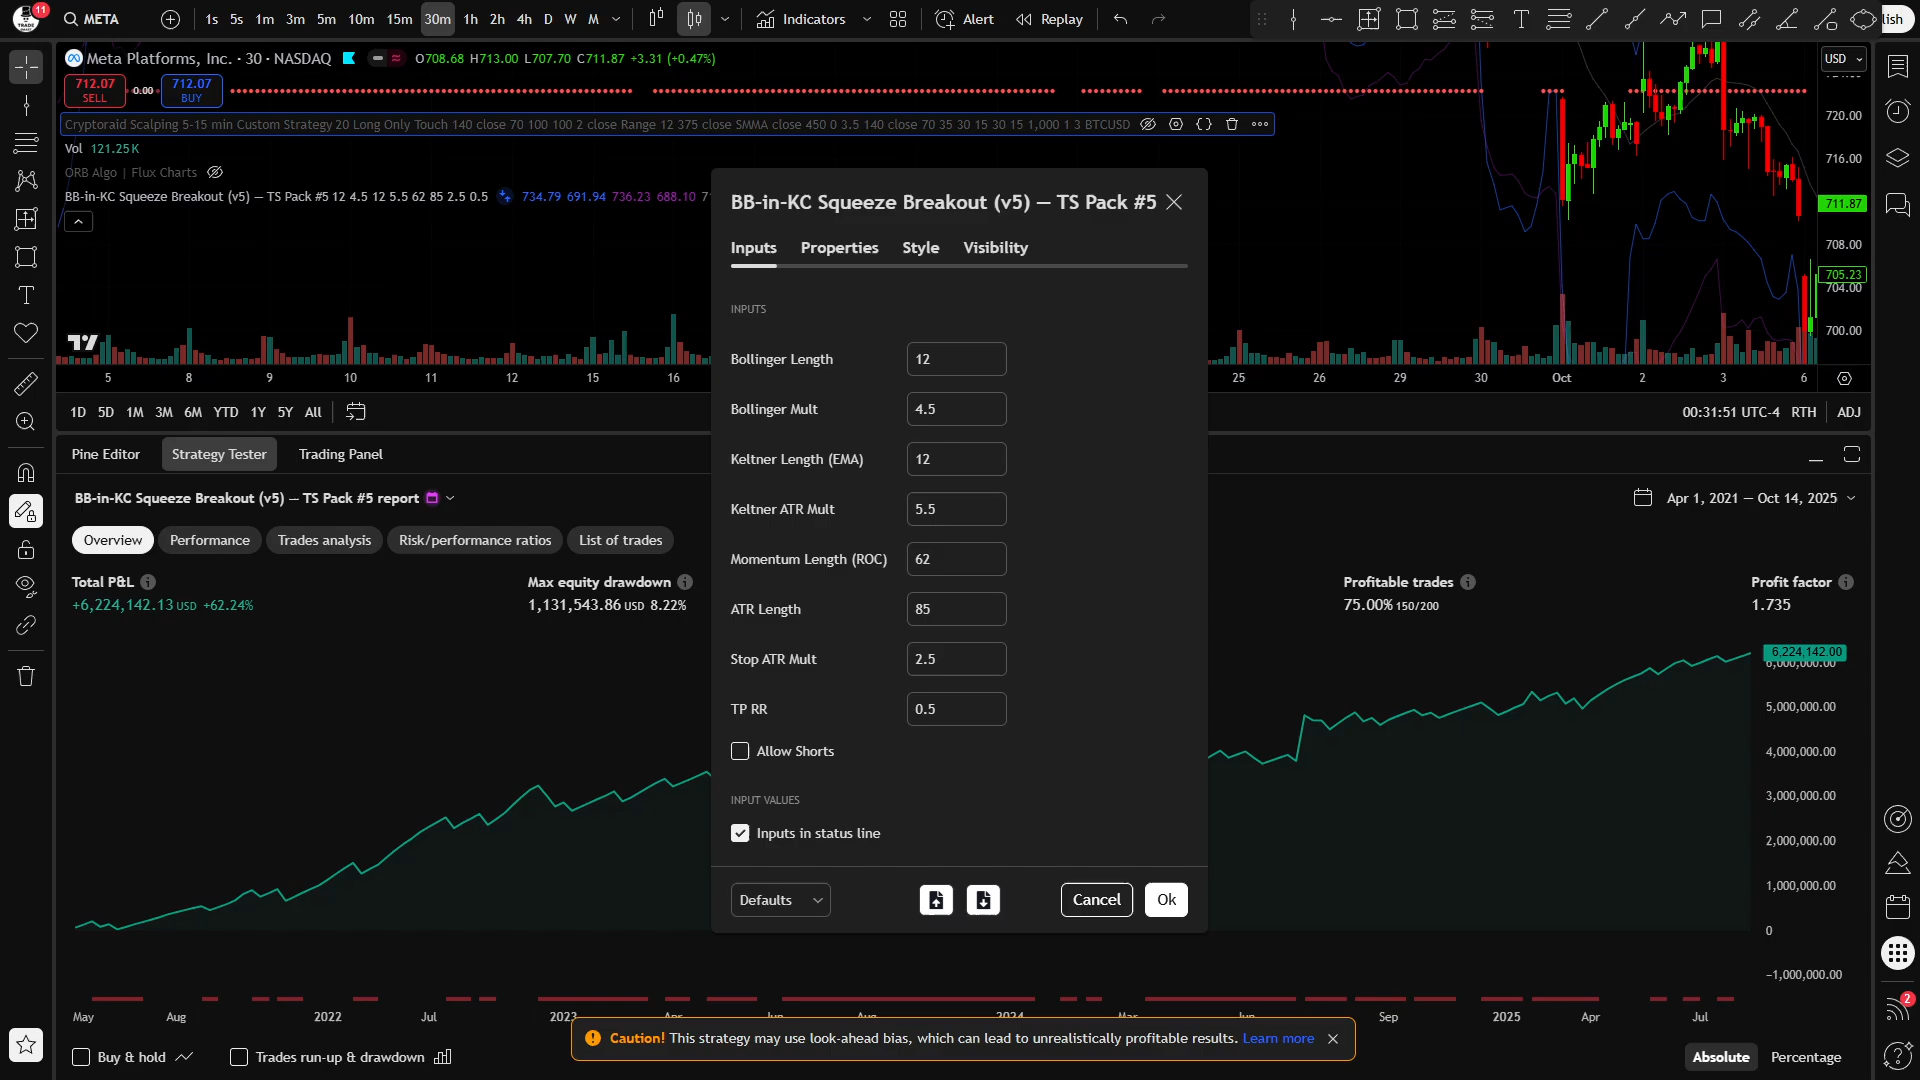 11
META
1s 5s 1m 3m 5m 10m 15m 30m 1h 2h 4h D W M
Indicators
Alert
Replay
lish
Meta Platforms, Inc. · 30 · NASDAQ
O708.68 H713.00 L707.70 C711.87 +3.31 (+0.47%)
USD
712.07
SELL
0.00
712.07
BUY
Cryptoraid Scalping 5-15 min Custom Strategy 20 Long Only Touch 140 close 70 100 100 2 close Range 12 375 close SMMA close 450 0 3.5 140 close 70 35 30 15 30 15 1,000 1 3 BTCUSD
Vol 121.25 K
ORB Algo | Flux Charts
BB-in-KC Squeeze Breakout (v5) — TS Pack #5 12 4.5 12 5.5 62 85 2.5 0.5 734.79 691.94 736.23 688.10
720.00
716.00
711.87
708.00
705.23
704.00
700.00
5 8 9 10 11 12 15 16 25 26 29 30 Oct 2 3 6
1D 5D 1M 3M 6M YTD 1Y 5Y All
00:31:51 UTC-4 RTH ADJ
Pine Editor
Strategy Tester
Trading Panel
BB-in-KC Squeeze Breakout (v5) — TS Pack #5 report
Apr 1, 2021 — Oct 14, 2025
Overview
Performance
Trades analysis
Risk/performance ratios
List of trades
Total P&L
+6,224,142.13 USD +62.24%
Max equity drawdown
1,131,543.86 USD 8.22%
Profitable trades
75.00% 150/200
Profit factor
1.735
6,224,142.00
6,000,000.00
5,000,000.00
4,000,000.00
3,000,000.00
2,000,000.00
1,000,000.00
0
−1,000,000.00
May Aug 2022 Jul 2023 Apr Jun Aug 2024 Mar Jun Sep 2025 Apr Jul
BB-in-KC Squeeze Breakout (v5) — TS Pack #5
Inputs
Properties
Style
Visibility
INPUTS
Bollinger Length 12
Bollinger Mult 4.5
Keltner Length (EMA) 12
Keltner ATR Mult 5.5
Momentum Length (ROC) 62
ATR Length 85
Stop ATR Mult 2.5
TP RR 0.5
Allow Shorts
INPUT VALUES
Inputs in status line
Defaults
Cancel
Ok
Caution! This strategy may use look-ahead bias, which can lead to unrealistically profitable results. Learn more
Buy & hold
Trades run-up & drawdown
Absolute
Percentage
2